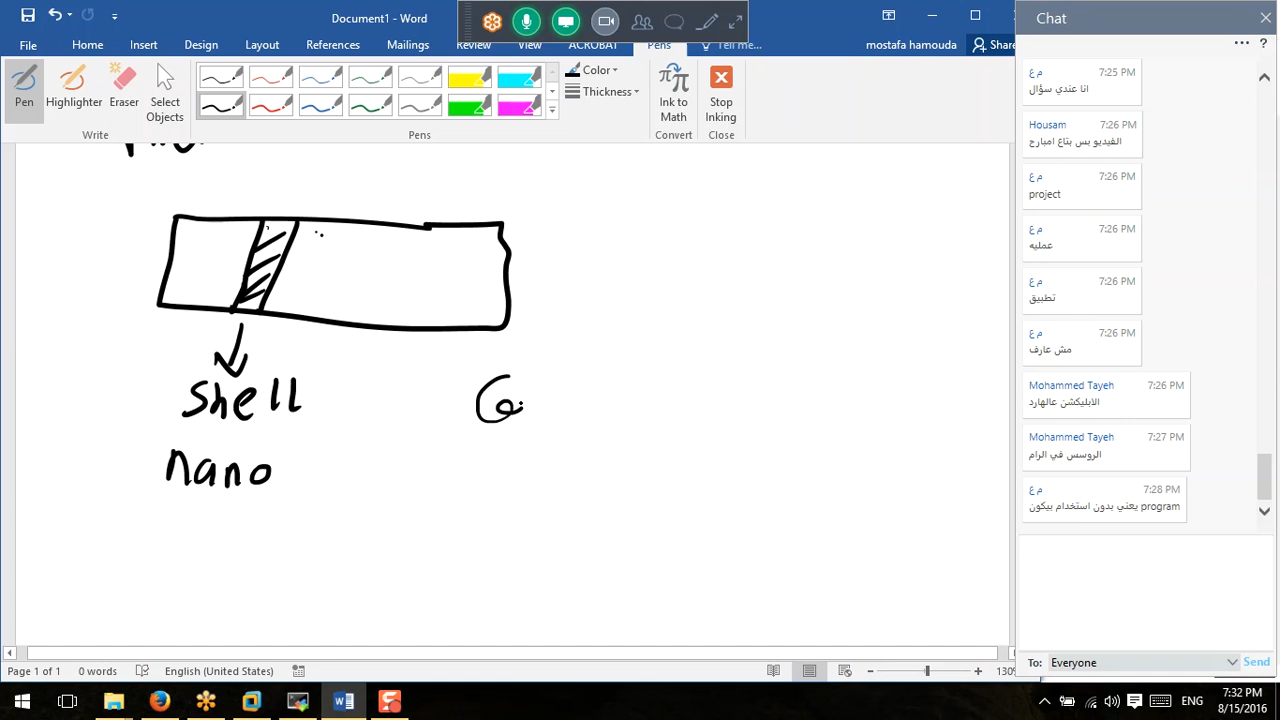 Document1 - Word
File
Home
Insert
Design
Layout
References
Mailings
Review
View
ACROBAT
Pens
Tell me...
mostafa hamouda
Share
Pen
Highlighter
Eraser
Select Objects
Write
Pens
Color
Thickness
Ink to Math
Convert
Stop Inking
Close
Shell
nano
Page 1 of 1
0 words
English (United States)
130%
Chat
م ع 7:25 PM
انا عندي سؤال
Housam 7:26 PM
الفيديو بس بتاع امبارح
م ع 7:26 PM
project
م ع 7:26 PM
عمليه
م ع 7:26 PM
تطبيق
م ع 7:26 PM
مش عارف
Mohammed Tayeh 7:26 PM
الابليكشن عالهارد
Mohammed Tayeh 7:27 PM
الروسس في الرام
م ع 7:28 PM
يعني بدون استخدام بيكون program
To: Everyone
Send
ENG
7:32 PM
8/15/2016